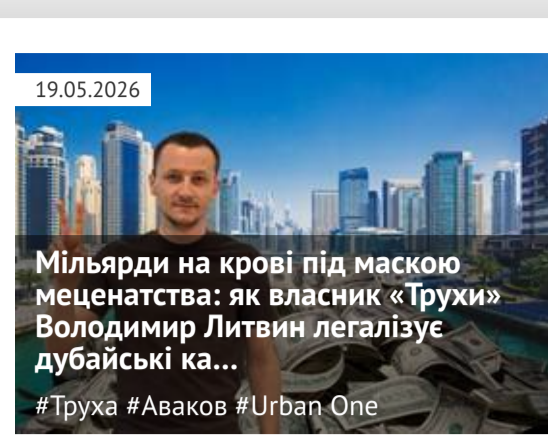 19.05.2026
Мільярди на крові під маскою
меценатства: як власник «Трухи»
Володимир Литвин легалізує
дубайські ка...
#Труха #Аваков #Urban One